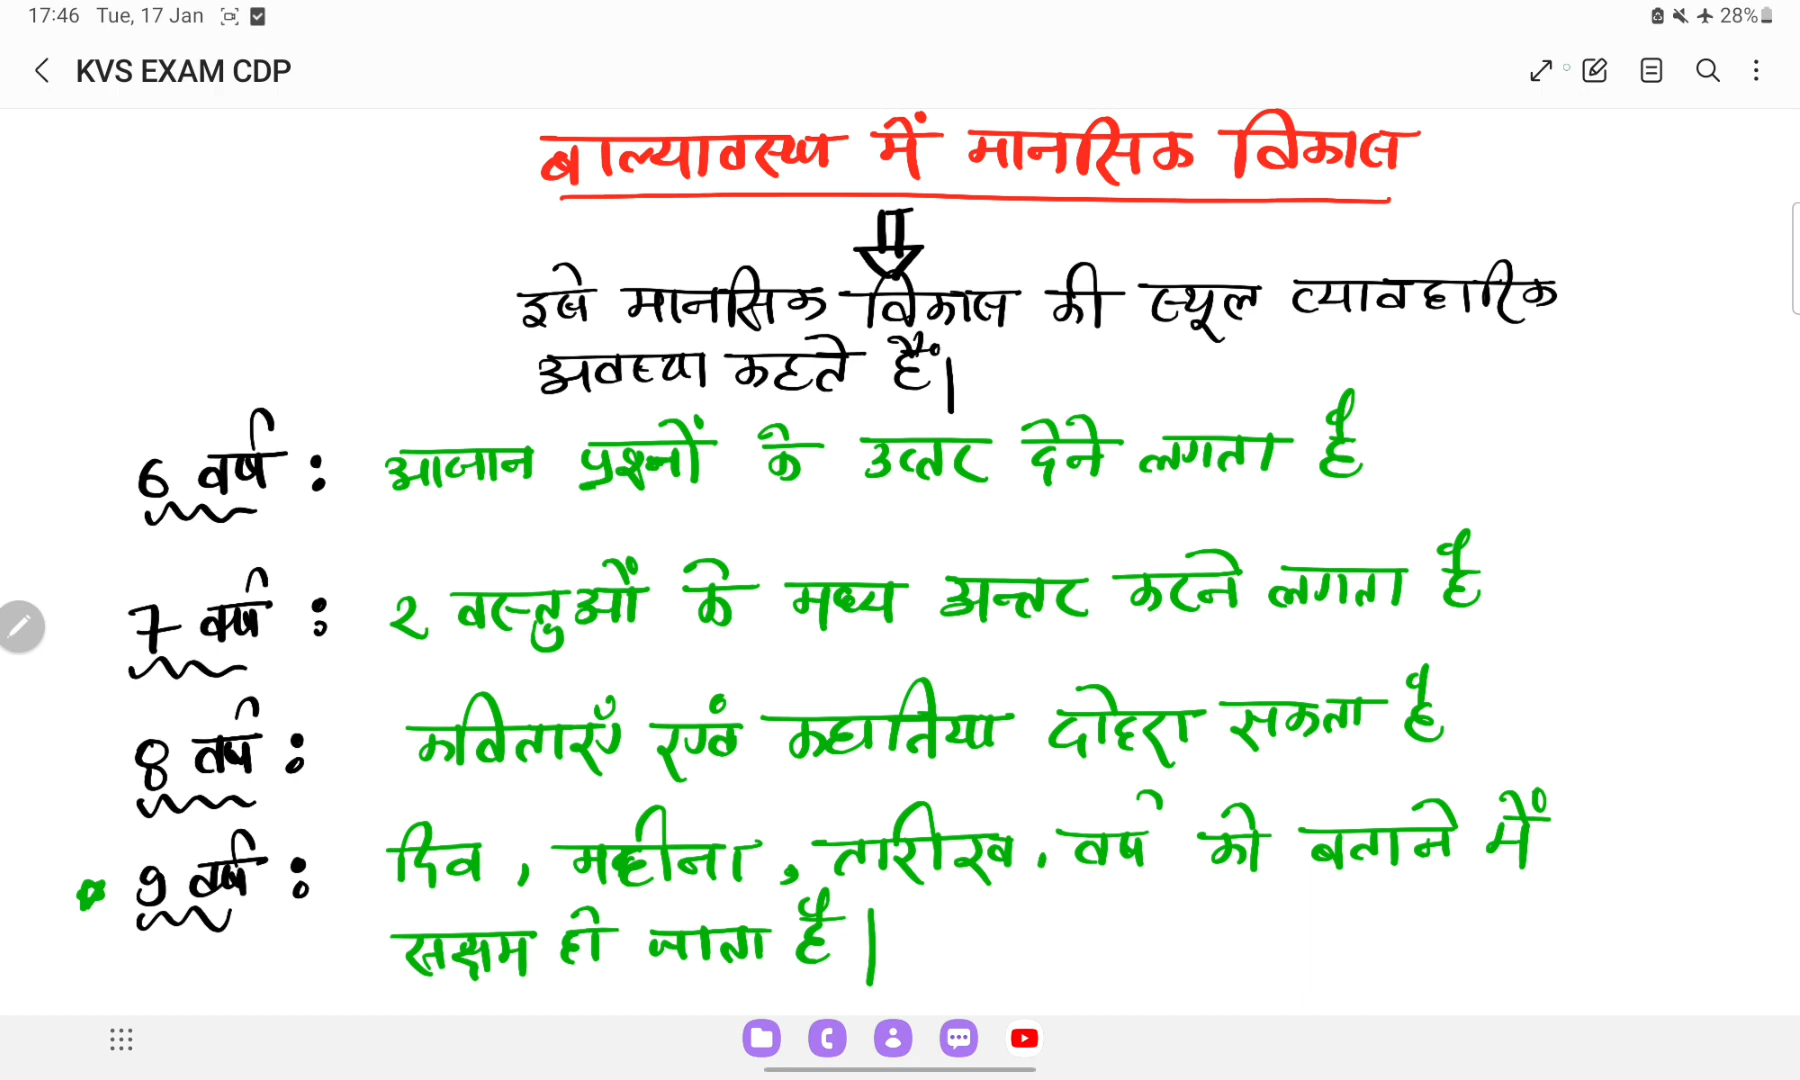 17:46 Tue, 17 Jan 28%
KVS EXAM CDP
बाल्यावस्था में मानसिक विकास
इसे मानसिक विकास की स्थूल व्यावहारिक
अवस्था कहते हैं।
6 वर्ष : आजान प्रश्नों के उत्तर देने लगता है
7 वर्ष : 2 वस्तुओं के मध्य अन्तर करने लगता है
8 वर्ष : कविताएँ एवं कहानिया दोहरा सकता है
9 वर्ष : दिन, महीना, तारीख, वर्ष को बताने में
सक्षम हो जाता है।